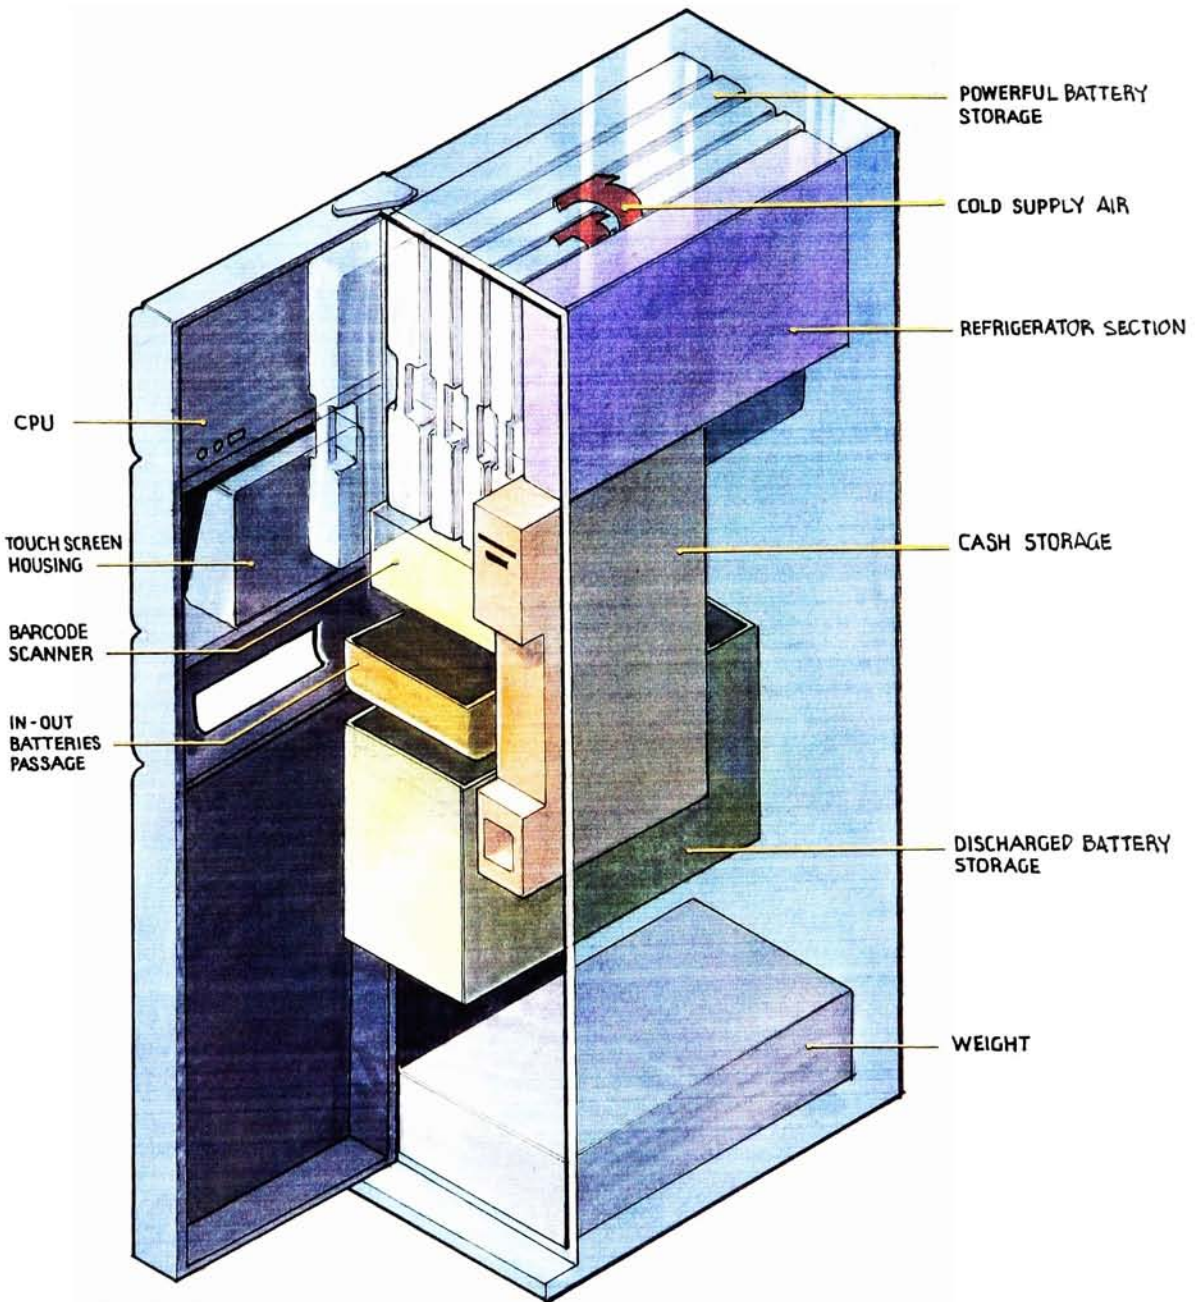 POWERFUL BATTERY
STORAGE
COLD SUPPLY AIR
REFRIGERATOR SECTION
CPU
TOUCH SCREEN
HOUSING
CASH STORAGE
BARCODE
SCANNER
IN-OUT
BATTERIES
PASSAGE
DISCHARGED BATTERY
STORAGE
WEIGHT